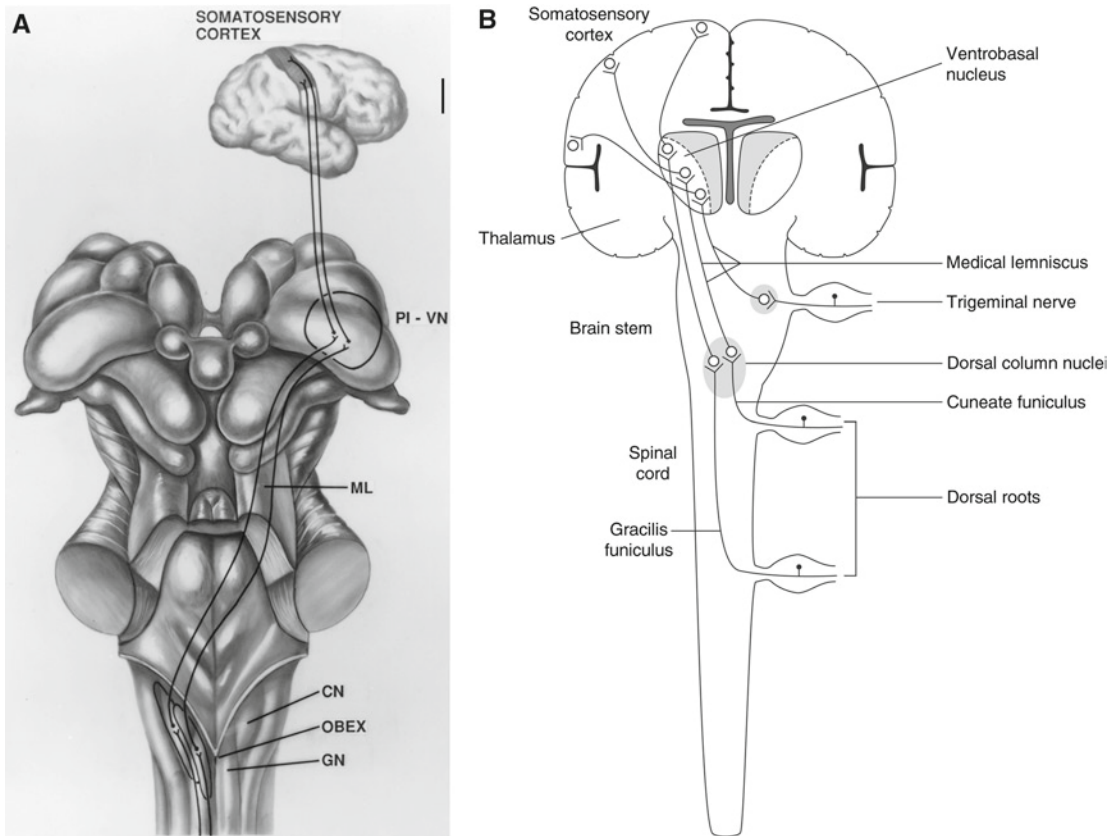 A
SOMATOSENSORY
CORTEX
PI - VN
ML
CN
OBEX
GN
B
Somatosensory
cortex
Ventrobasal
nucleus
Thalamus
Medical lemniscus
Trigeminal nerve
Brain stem
Dorsal column nuclei
Cuneate funiculus
Spinal
cord
Dorsal roots
Gracilis
funiculus